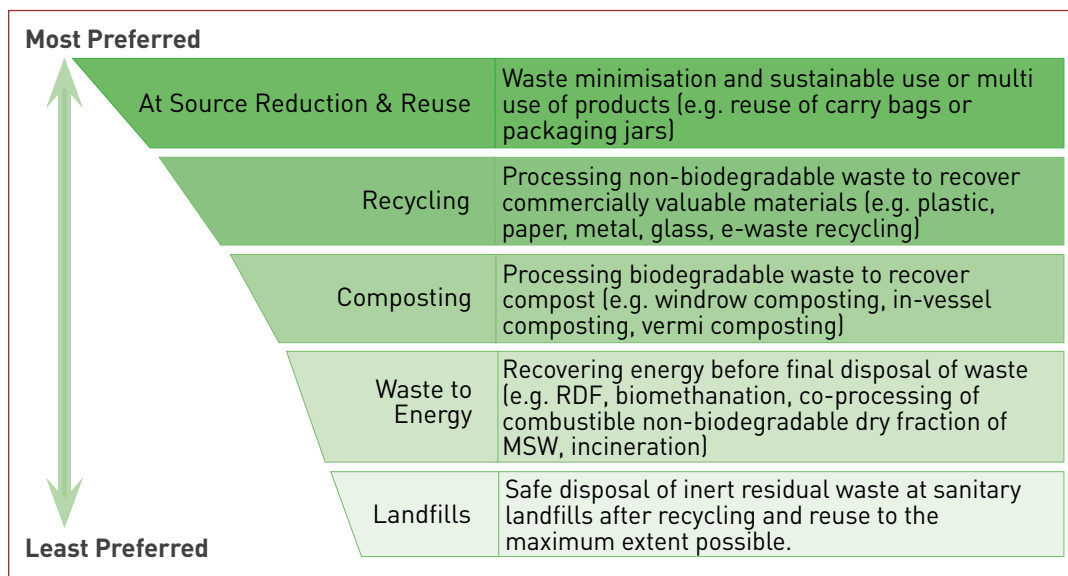 Most Preferred
At Source Reduction & Reuse
Waste minimisation and sustainable use or multi
use of products (e.g. reuse of carry bags or
packaging jars)
Recycling
Processing non-biodegradable waste to recover
commercially valuable materials (e.g. plastic,
paper, metal, glass, e-waste recycling)
Composting
Processing biodegradable waste to recover
compost (e.g. windrow composting, in-vessel
composting, vermi composting)
Waste to
Energy
Recovering energy before final disposal of waste
(e.g. RDF, biomethanation, co-processing of
combustible non-biodegradable dry fraction of
MSW, incineration)
Landfills
Safe disposal of inert residual waste at sanitary
landfills after recycling and reuse to the
maximum extent possible.
Least Preferred